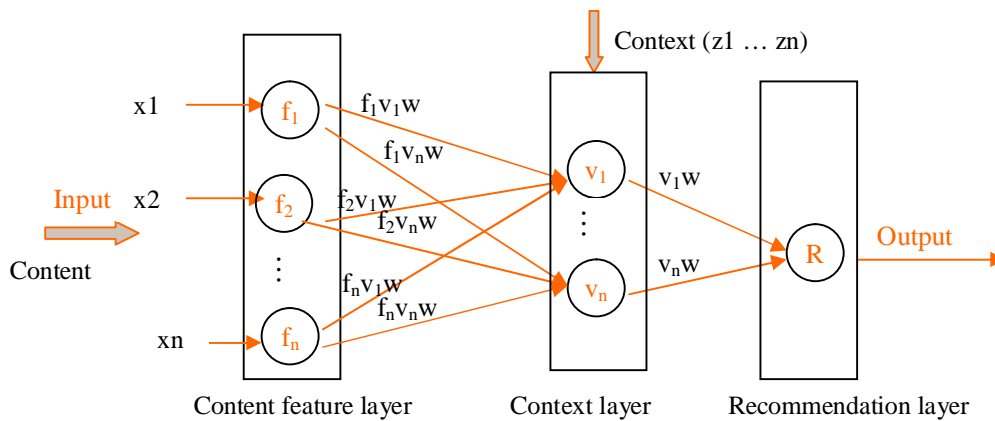 Context (z1 … zn)
x1
f₁
f₁v₁w
f₁vₙw
v₁
v₁w
Input
x2
f₂
f₂v₁w
f₂vₙw
⋮
R
Output
Content
⋮
fₙv₁w
fₙvₙw
vₙ
vₙw
xn
fₙ
Content feature layer
Context layer
Recommendation layer